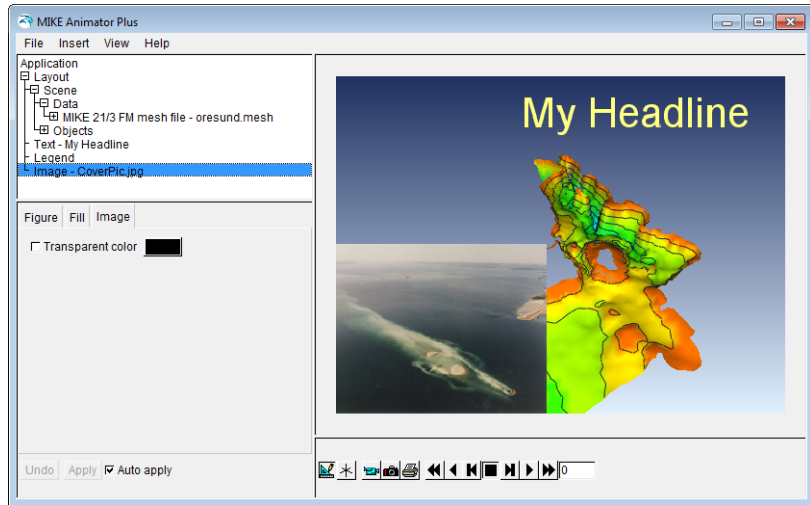 MIKE Animator Plus
File Insert View Help
Application
Layout
Scene
Data
MIKE 21/3 FM mesh file - oresund.mesh
Objects
Text - My Headline
Legend
Image - CoverPic.jpg
Figure Fill Image
Transparent color
Undo Apply Auto apply
My Headline
0